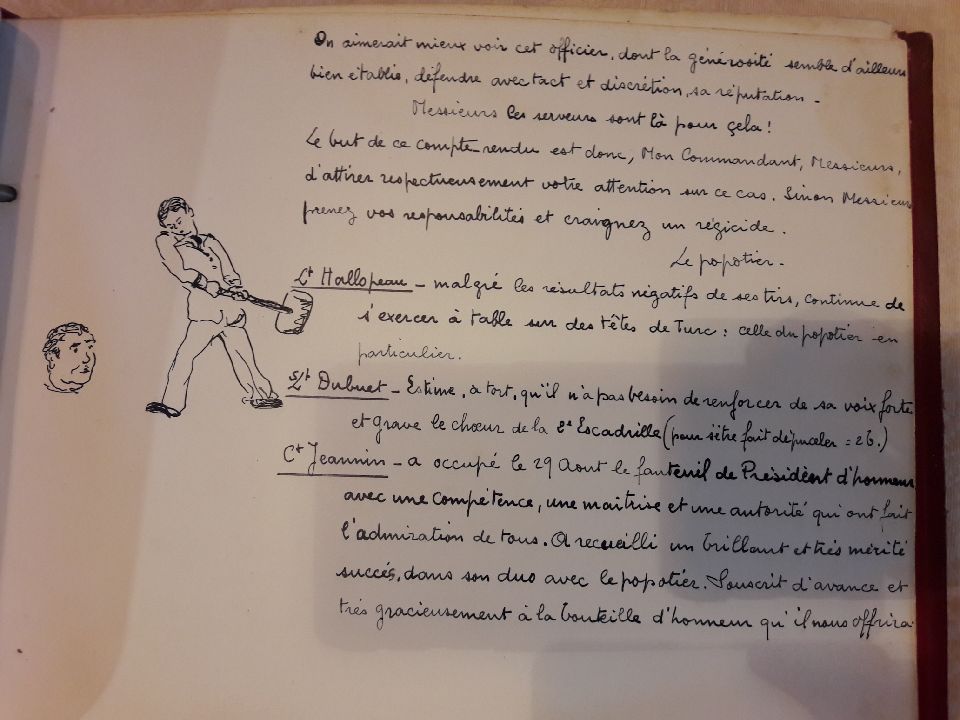 On aimerait mieux voir cet officier, dont la générosité semble d'ailleurs
bien établie, défendre avec tact et discrétion, sa réputation -
Messieurs les serveurs sont là pour çela!
Le but de ce compte-rendu est donc, Mon Commandant, Messieurs,
d'attirer respectueusement votre attention sur ce cas. Sinon Messieurs
prenez vos responsabilités et craignez un régicide.
Le popotier -
Lt Hallopeau - malgré les résultats négatifs de ses tirs, continue de
s'exercer à table sur des têtes de Turc : celle du popotier en
particulier.
S/Lt Dubuet - Estime, à tort, qu'il n'a pas besoin de renforcer de sa voix forte
et grave le chœur de la 8e Escadrille (pour s'être fait dépuceler = 2b.)
Ct Jeannin - a occupé le 29 Aout le fauteuil de Président d'honneur
avec une compétence, une maîtrise et une autorité qui ont fait
l'admiration de tous. A recueilli un brillant et très mérité
succés, dans son duo avec le popotier. Souscrit d'avance et
très gracieusement à la bouteille d'honneur qu'il nous offrira.